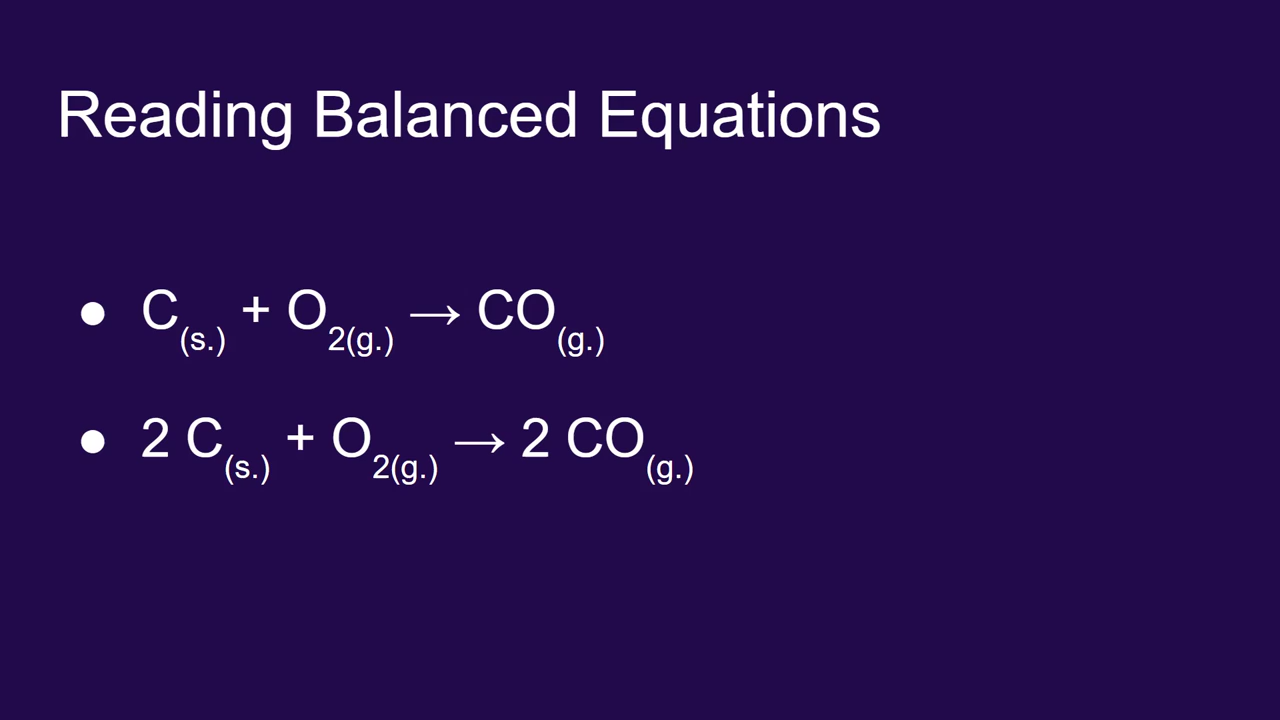 Reading Balanced Equations
● C(s.) + O2(g.) → CO(g.)
● 2 C(s.) + O2(g.) → 2 CO(g.)